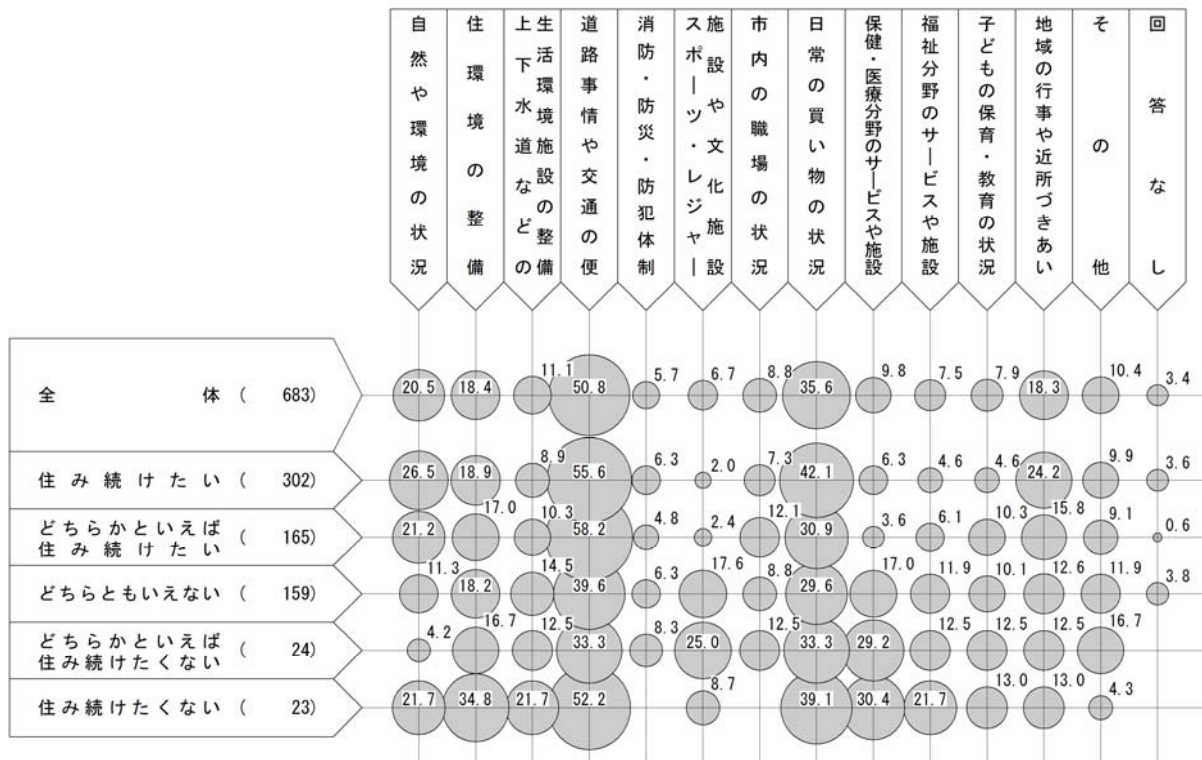 自然や環境の状況
住環境の整備
生活環境施設の整備
上下水道などの
道路事情や交通の便
消防・防災・防犯体制
施設や文化施設
スポーツ・レジャー
市内の職場の状況
日常の買い物の状況
保健・医療分野のサービスや施設
福祉分野のサービスや施設
子どもの保育・教育の状況
地域の行事や近所づきあい
その他
回答なし
全体 ( 683) 20.5 18.4 11.1 50.8 5.7 6.7 8.8 35.6 9.8 7.5 7.9 18.3 10.4 3.4
住み続けたい ( 302) 26.5 18.9 8.9 55.6 6.3 2.0 7.3 42.1 6.3 4.6 4.6 24.2 9.9 3.6
どちらかといえば
住み続けたい ( 165) 21.2 17.0 10.3 58.2 4.8 2.4 12.1 30.9 3.6 6.1 10.3 15.8 9.1 0.6
どちらともいえない ( 159) 11.3 18.2 14.5 39.6 6.3 17.6 8.8 29.6 17.0 11.9 10.1 12.6 11.9 3.8
どちらかといえば
住み続けたくない ( 24) 4.2 16.7 12.5 33.3 8.3 25.0 12.5 33.3 29.2 12.5 12.5 12.5 16.7
住み続けたくない ( 23) 21.7 34.8 21.7 52.2 8.7 39.1 30.4 21.7 13.0 13.0 4.3